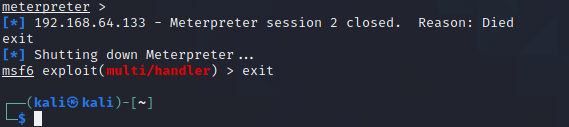 meterpreter >
[*] 192.168.64.133 - Meterpreter session 2 closed.  Reason: Died
exit
[*] Shutting down Meterpreter...
msf6 exploit(multi/handler) > exit
┌──(kali㉿kali)-[~]
└─$